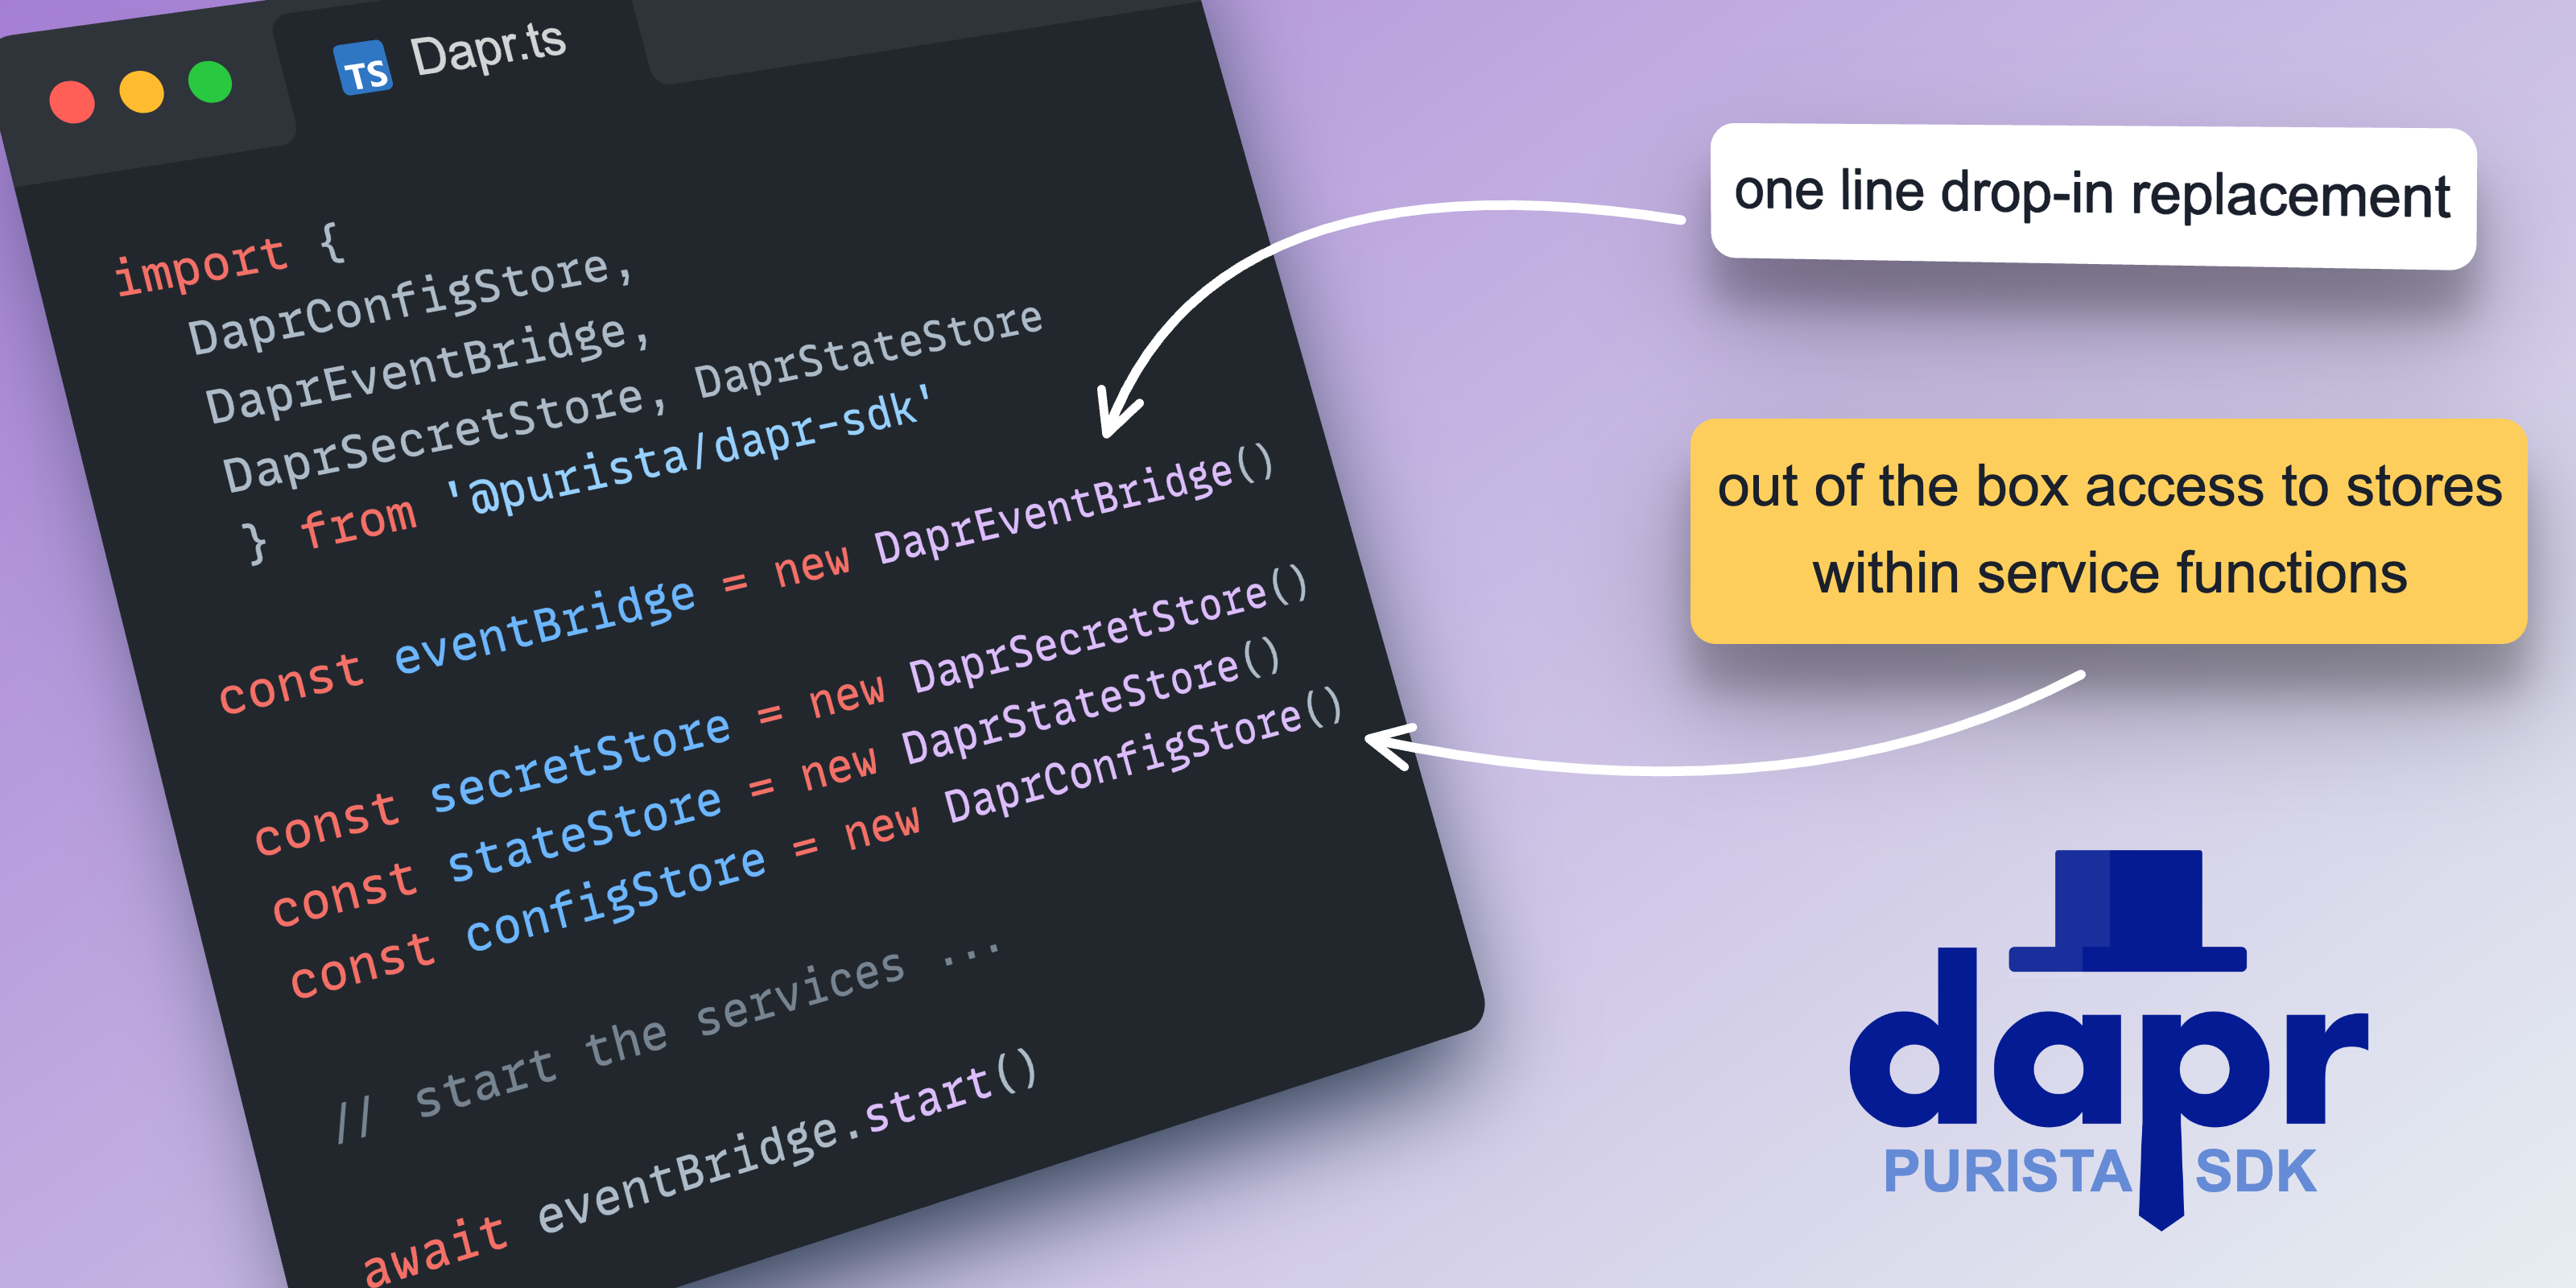 TS Dapr.ts
import {
DaprConfigStore,
DaprEventBridge,
DaprSecretStore, DaprStateStore
} from '@purista/dapr-sdk'
const eventBridge = new DaprEventBridge()
const secretStore = new DaprSecretStore()
const stateStore = new DaprStateStore()
const configStore = new DaprConfigStore()
// start the services ...
await eventBridge.start()
one line drop-in replacement
out of the box access to stores
within service functions
dapr
PURISTA SDK